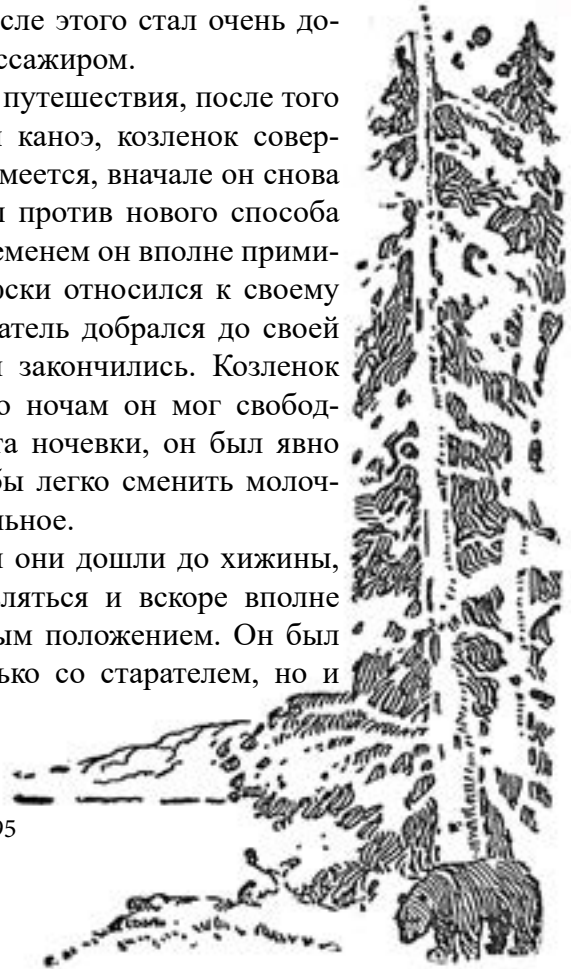 сле этого стал очень до-
ссажиром.
путешествия, после того
каноэ, козленок совер-
меется, вначале он снова
против нового способа
еменем он вполне прими-
рски относился к своему
атель добрался до своей
закончились. Козленок
о ночам он мог свобод-
та ночевки, он был явно
бы легко сменить молоч-
льное.
и они дошли до хижины,
ляться и вскоре вполне
ым положением. Он был
ько со старателем, но и
95